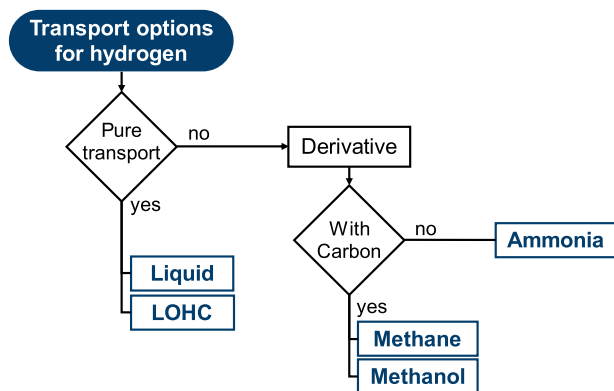 Transport options
for hydrogen
Pure
transport
no
Derivative
yes
With
Carbon
no
Ammonia
Liquid
LOHC
yes
Methane
Methanol